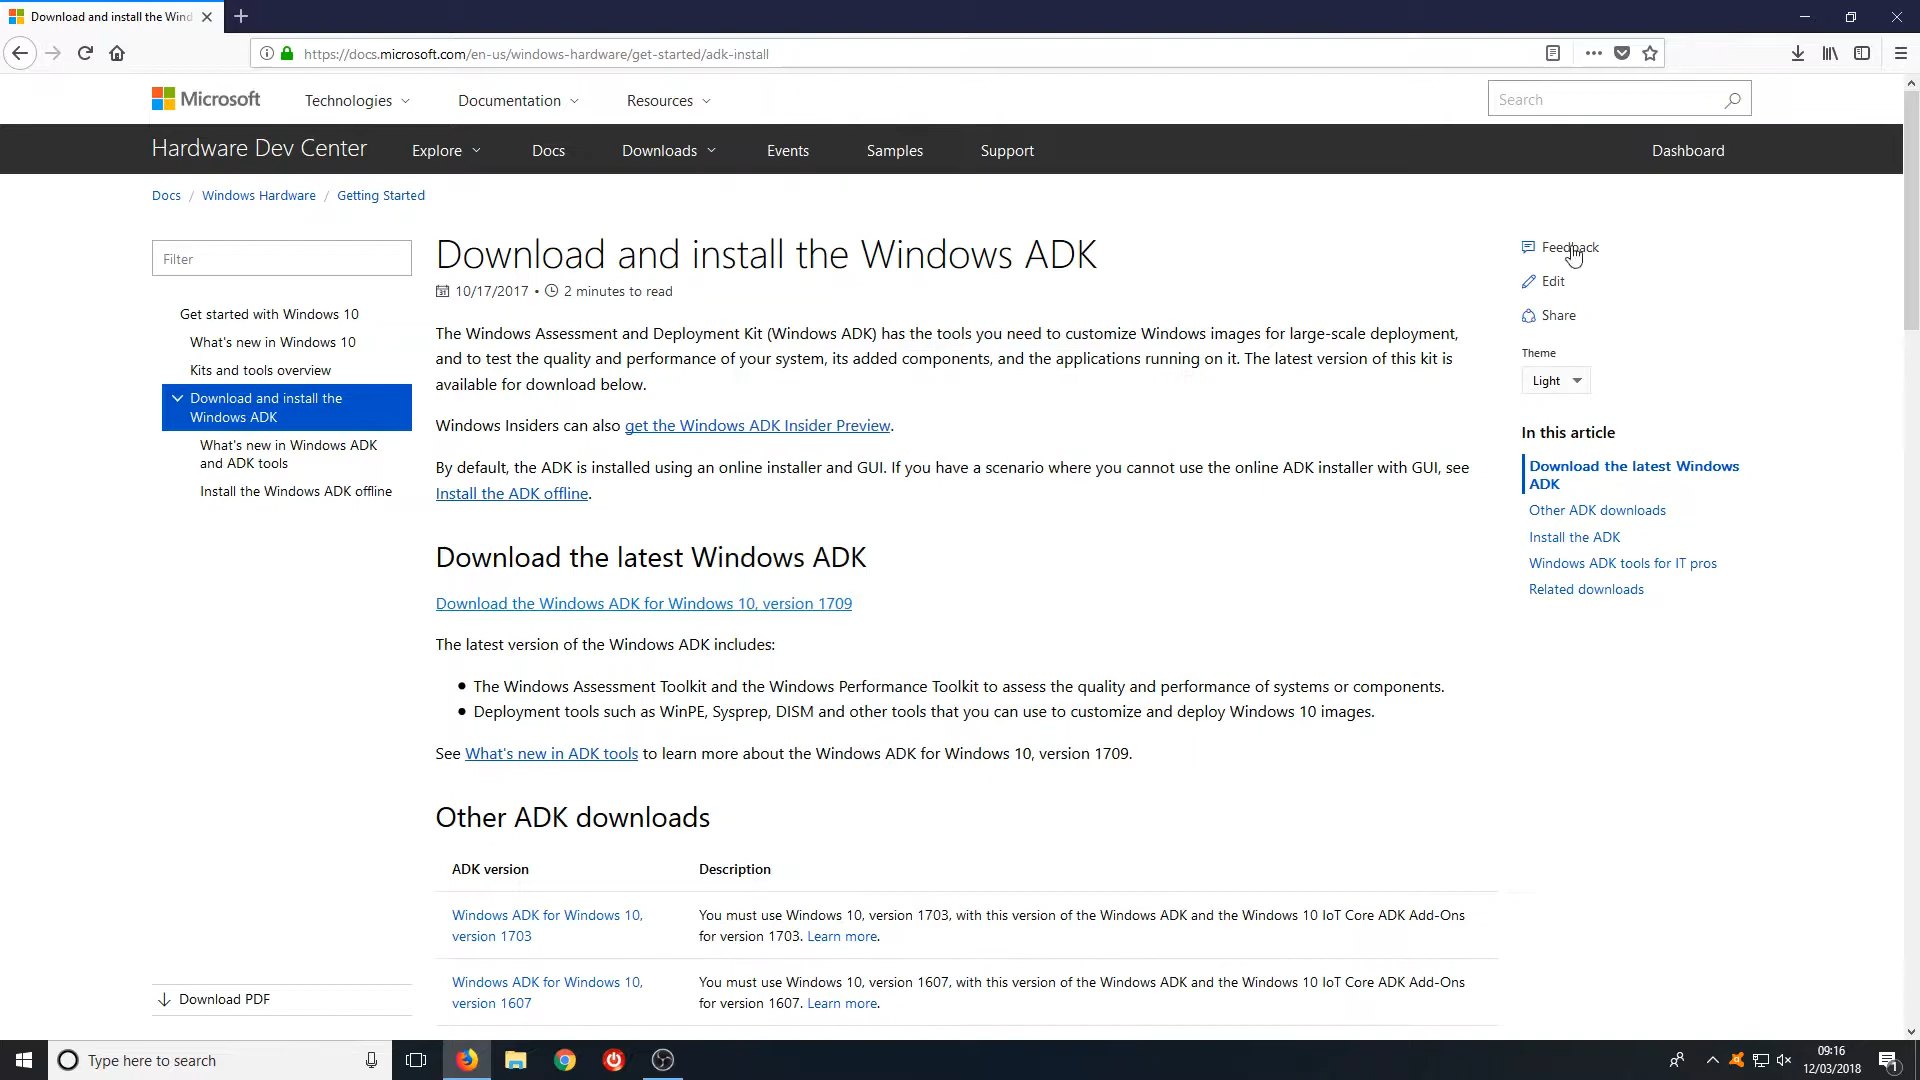 Download and install the Wind
https://docs.microsoft.com/en-us/windows-hardware/get-started/adk-install
Microsoft
Technologies
Documentation
Resources
Search
Hardware Dev Center
Explore
Docs
Downloads
Events
Samples
Support
Dashboard
Docs / Windows Hardware / Getting Started
Filter
Get started with Windows 10
What's new in Windows 10
Kits and tools overview
Download and install the
Windows ADK
What's new in Windows ADK
and ADK tools
Install the Windows ADK offline
Download PDF
Download and install the Windows ADK
10/17/2017 • 2 minutes to read
The Windows Assessment and Deployment Kit (Windows ADK) has the tools you need to customize Windows images for large-scale deployment,
and to test the quality and performance of your system, its added components, and the applications running on it. The latest version of this kit is
available for download below.
Windows Insiders can also get the Windows ADK Insider Preview.
By default, the ADK is installed using an online installer and GUI. If you have a scenario where you cannot use the online ADK installer with GUI, see
Install the ADK offline.
Download the latest Windows ADK
Download the Windows ADK for Windows 10, version 1709
The latest version of the Windows ADK includes:
• The Windows Assessment Toolkit and the Windows Performance Toolkit to assess the quality and performance of systems or components.
• Deployment tools such as WinPE, Sysprep, DISM and other tools that you can use to customize and deploy Windows 10 images.
See What's new in ADK tools to learn more about the Windows ADK for Windows 10, version 1709.
Other ADK downloads
ADK version
Description
Windows ADK for Windows 10,
version 1703
You must use Windows 10, version 1703, with this version of the Windows ADK and the Windows 10 IoT Core ADK Add-Ons
for version 1703. Learn more.
Windows ADK for Windows 10,
version 1607
You must use Windows 10, version 1607, with this version of the Windows ADK and the Windows 10 IoT Core ADK Add-Ons
for version 1607. Learn more.
Feedback
Edit
Share
Theme
Light
In this article
Download the latest Windows
ADK
Other ADK downloads
Install the ADK
Windows ADK tools for IT pros
Related downloads
Type here to search
09:16
12/03/2018
1